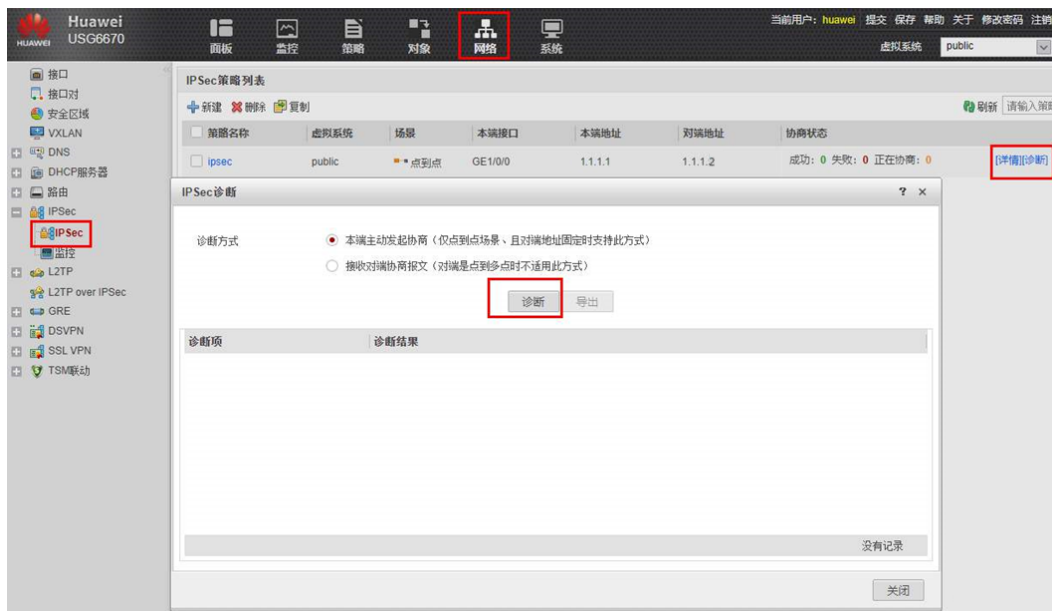 HUAWEI
Huawei
USG6670
面板
监控
策略
对象
网络
系统
当前用户: huawei 提交 保存 帮助 关于 修改密码 注销
虚拟系统 public
接口
接口对
安全区域
VXLAN
DNS
DHCP服务器
路由
IPSec
IPSec
监控
L2TP
L2TP over IPSec
GRE
DSVPN
SSL VPN
TSM联动
IPSec策略列表
新建 删除 复制
刷新 请输入策略
策略名称 虚拟系统 场景 本端接口 本端地址 对端地址 协商状态
ipsec public 点到点 GE1/0/0 1.1.1.1 1.1.1.2 成功: 0 失败: 0 正在协商: 0 [详情][诊断]
IPSec诊断 ? ×
诊断方式
本端主动发起协商（仅点到点场景、且对端地址固定时支持此方式）
接收对端协商报文（对端是点到多点时不适用此方式）
诊断 导出
诊断项 诊断结果
没有记录
关闭